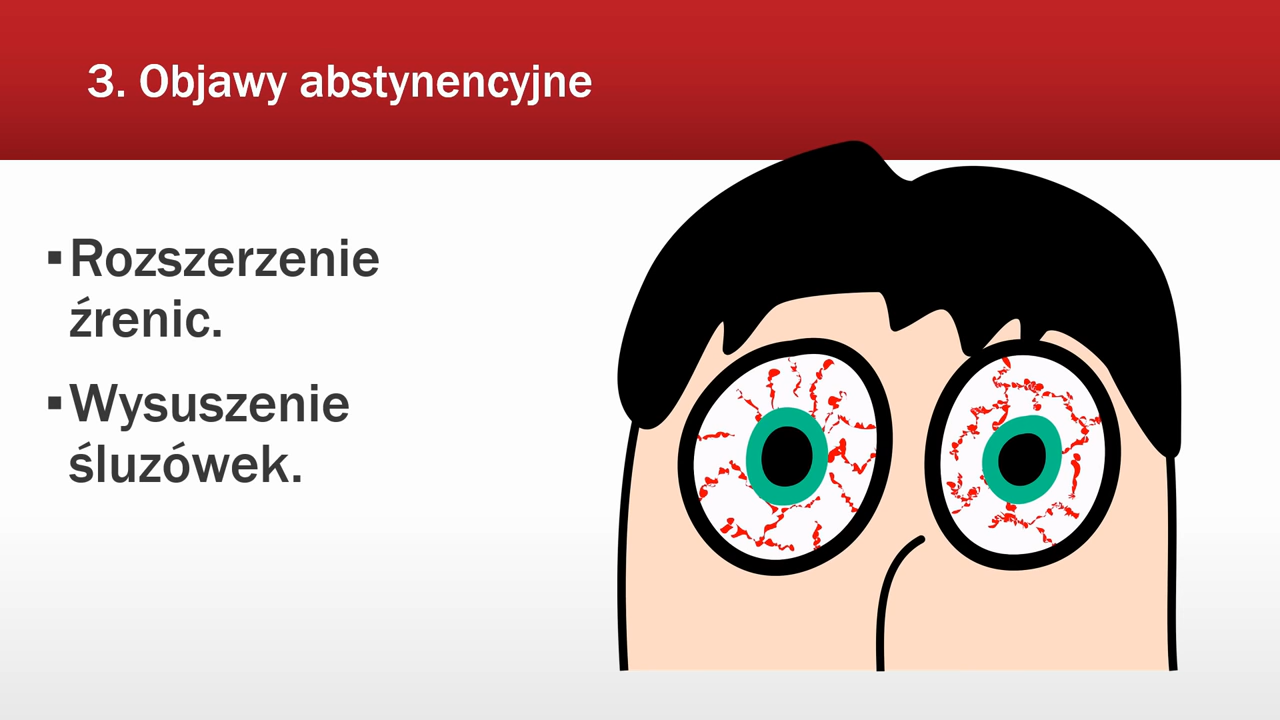 3. Objawy abstynencyjne
▪Rozszerzenie
źrenic.
▪Wysuszenie
śluzówek.